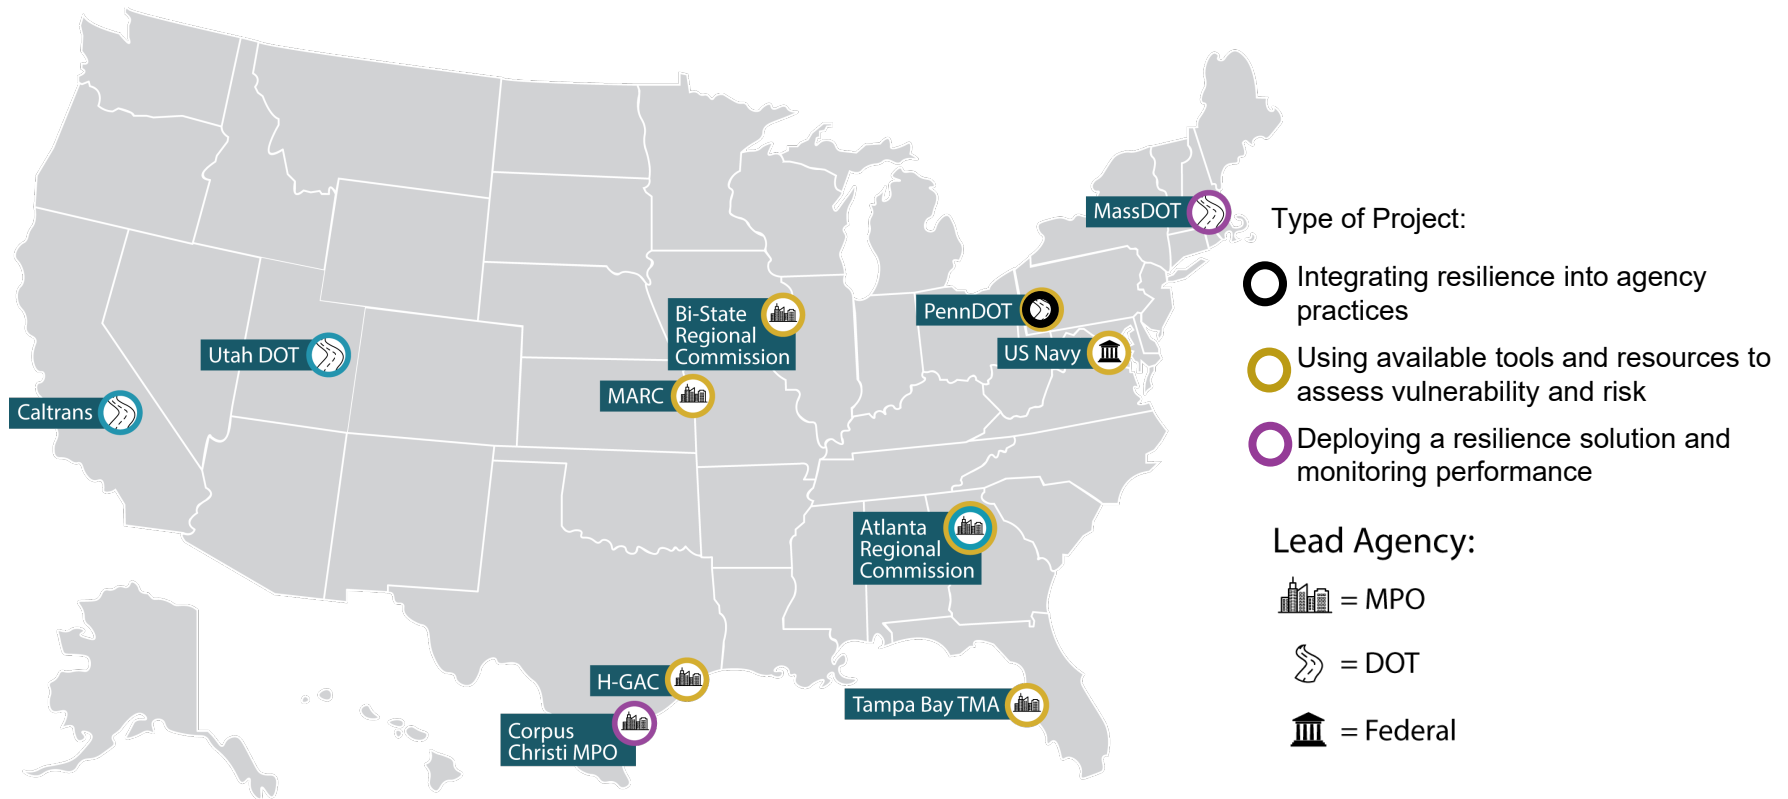 MassDOT
Bi-State
Regional
Commission
PennDOT
Utah DOT
US Navy
MARC
Caltrans
Atlanta
Regional
Commission
H-GAC
Tampa Bay TMA
Corpus
Christi MPO
Type of Project:
Integrating resilience into agency
practices
Using available tools and resources to
assess vulnerability and risk
Deploying a resilience solution and
monitoring performance
Lead Agency:
= MPO
= DOT
= Federal